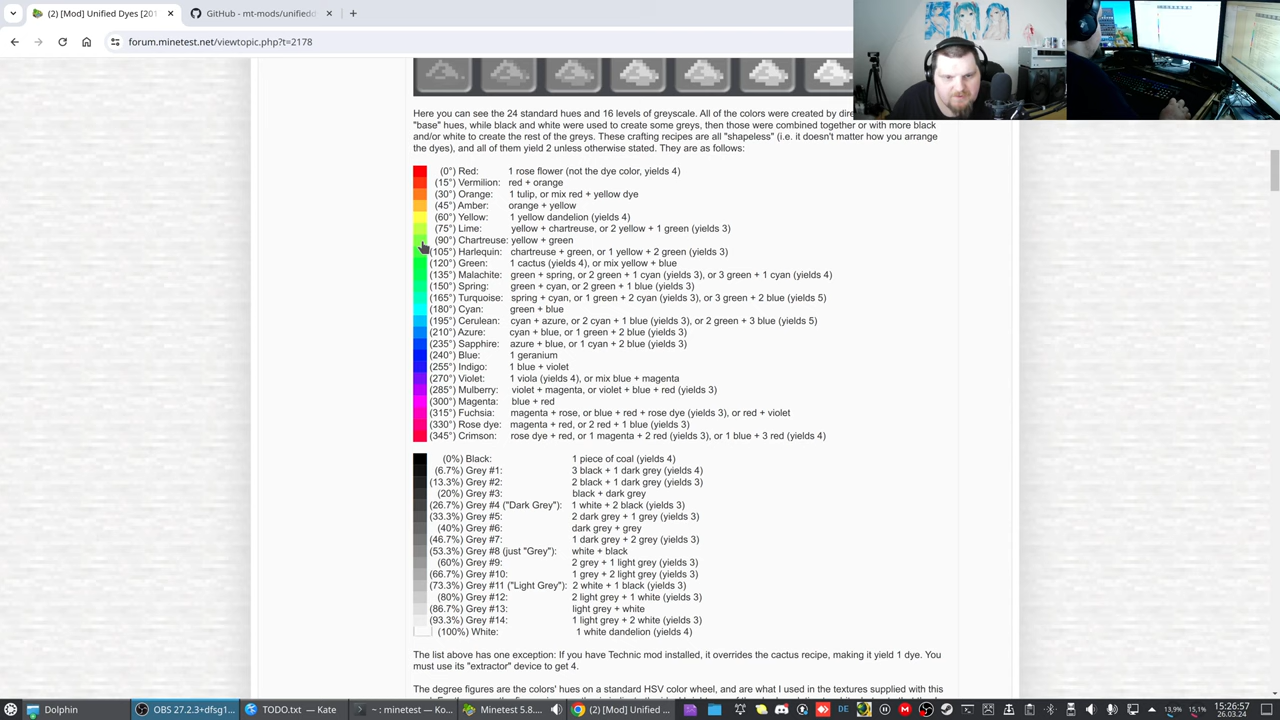 (2) [Mod] Unified Dyes [201
GitHub - mt-mods/unifiedd
forum.minetest.net/viewtopic.php?t=2178
Here you can see the 24 standard hues and 16 levels of greyscale. All of the colors were created by dire
"base" hues, while black and white were used to create some greys, then those were combined together or with more black
and/or white to create the rest of the greys. These crafting recipes are all "shapeless" (i.e. it doesn't matter how you arrange
the dyes), and all of them yield 2 unless otherwise stated. They are as follows:
(0°) Red: 1 rose flower (not the dye color, yields 4)
(15°) Vermilion: red + orange
(30°) Orange: 1 tulip, or mix red + yellow dye
(45°) Amber: orange + yellow
(60°) Yellow: 1 yellow dandelion (yields 4)
(75°) Lime: yellow + chartreuse, or 2 yellow + 1 green (yields 3)
(90°) Chartreuse: yellow + green
(105°) Harlequin: chartreuse + green, or 1 yellow + 2 green (yields 3)
(120°) Green: 1 cactus (yields 4), or mix yellow + blue
(135°) Malachite: green + spring, or 2 green + 1 cyan (yields 3), or 3 green + 1 cyan (yields 4)
(150°) Spring: green + cyan, or 2 green + 1 blue (yields 3)
(165°) Turquoise: spring + cyan, or 1 green + 2 cyan (yields 3), or 3 green + 2 blue (yields 5)
(180°) Cyan: green + blue
(195°) Cerulean: cyan + azure, or 2 cyan + 1 blue (yields 3), or 2 green + 3 blue (yields 5)
(210°) Azure: cyan + blue, or 1 green + 2 blue (yields 3)
(235°) Sapphire: azure + blue, or 1 cyan + 2 blue (yields 3)
(240°) Blue: 1 geranium
(255°) Indigo: 1 blue + violet
(270°) Violet: 1 viola (yields 4), or mix blue + magenta
(285°) Mulberry: violet + magenta, or violet + blue + red (yields 3)
(300°) Magenta: blue + red
(315°) Fuchsia: magenta + rose, or blue + red + rose dye (yields 3), or red + violet
(330°) Rose dye: magenta + red, or 2 red + 1 blue (yields 3)
(345°) Crimson: rose dye + red, or 1 magenta + 2 red (yields 3), or 1 blue + 3 red (yields 4)
(0%) Black: 1 piece of coal (yields 4)
(6.7%) Grey #1: 3 black + 1 dark grey (yields 4)
(13.3%) Grey #2: 2 black + 1 dark grey (yields 3)
(20%) Grey #3: black + dark grey
(26.7%) Grey #4 ("Dark Grey"): 1 white + 2 black (yields 3)
(33.3%) Grey #5: 2 dark grey + 1 grey (yields 3)
(40%) Grey #6: dark grey + grey
(46.7%) Grey #7: 1 dark grey + 2 grey (yields 3)
(53.3%) Grey #8 (just "Grey"): white + black
(60%) Grey #9: 2 grey + 1 light grey (yields 3)
(66.7%) Grey #10: 1 grey + 2 light grey (yields 3)
(73.3%) Grey #11 ("Light Grey"): 2 white + 1 black (yields 3)
(80%) Grey #12: 2 light grey + 1 white (yields 3)
(86.7%) Grey #13: light grey + white
(93.3%) Grey #14: 1 light grey + 2 white (yields 3)
(100%) White: 1 white dandelion (yields 4)
The list above has one exception: If you have Technic mod installed, it overrides the cactus recipe, making it yield 1 dye. You
must use its "extractor" device to get 4.
The degree figures are the colors' hues on a standard HSV color wheel, and are what I used in the textures supplied with this
Dolphin
OBS 27.2.
TODO.txt — Kate
: mc — Kon
Minetest 5.8.
(2) [Mod] Unified
DE
13,9%
15,1%
15:26:57
26.03.24